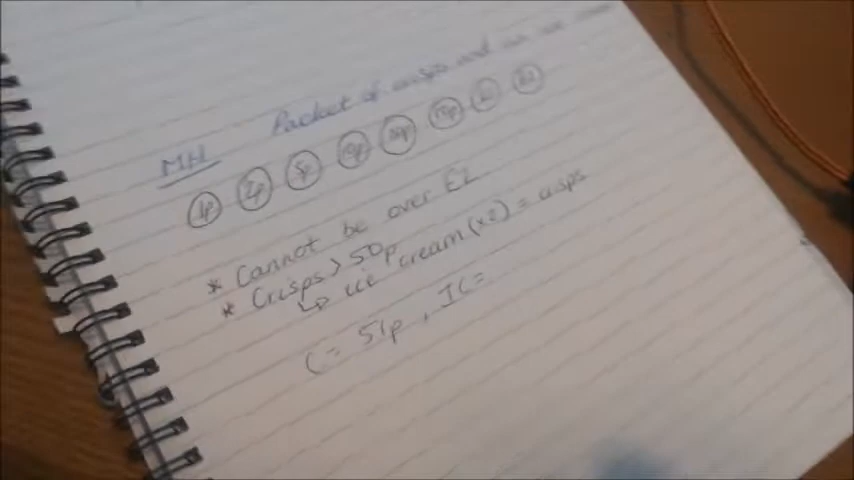 MH Packet of crisps and an ice
1p 2p 5p 10p 20p 50p £1 £2
* Cannot be over £2
* Crisps > 50p
↳ ice cream (x2) = crisps
C = 51p, IC =